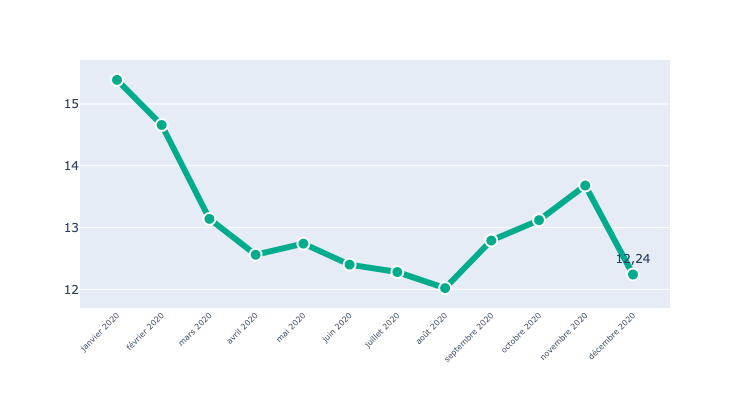 15
14
13
12
12,24
janvier 2020
février 2020
mars 2020
avril 2020
mai 2020
juin 2020
juillet 2020
août 2020
septembre 2020
octobre 2020
novembre 2020
décembre 2020